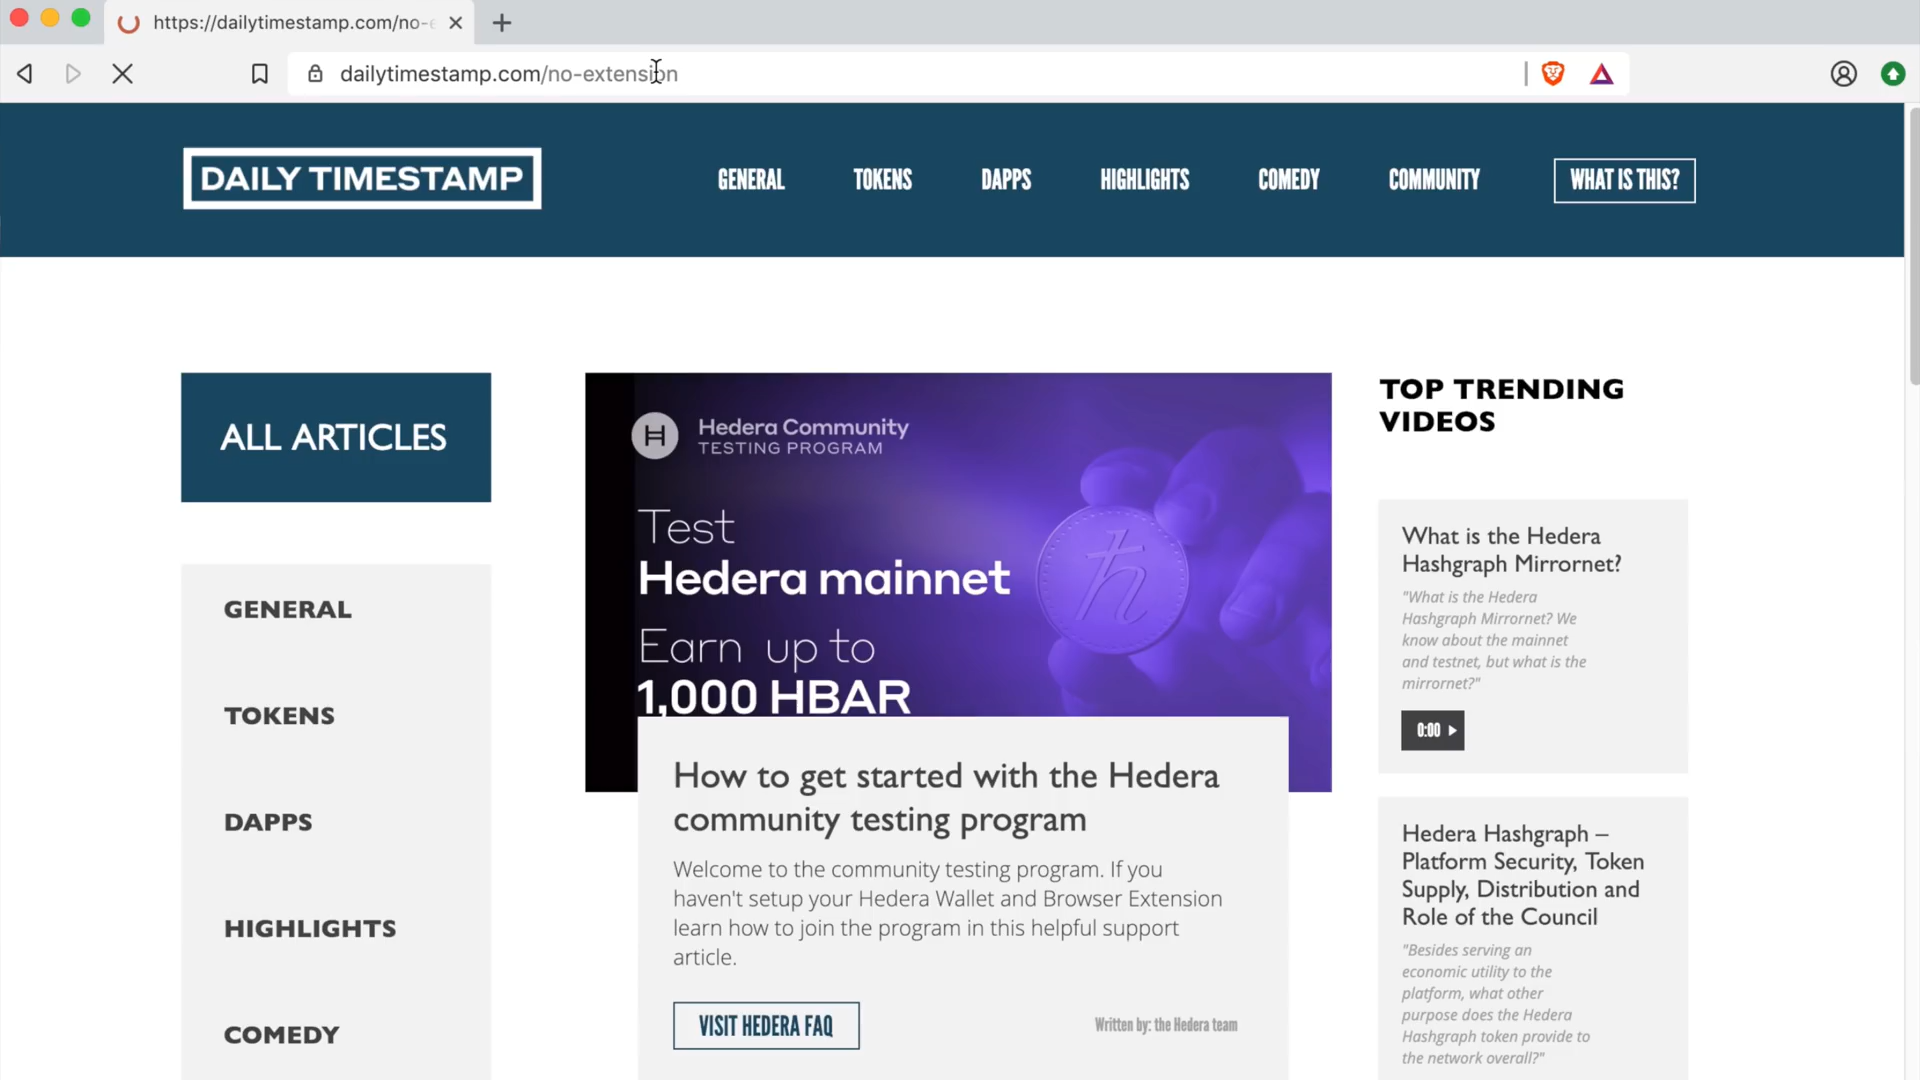 https://dailytimestamp.com/no-e
dailytimestamp.com/no-extension
DAILY TIMESTAMP
GENERAL
TOKENS
DAPPS
HIGHLIGHTS
COMEDY
COMMUNITY
WHAT IS THIS?
ALL ARTICLES
GENERAL
TOKENS
DAPPS
HIGHLIGHTS
COMEDY
Hedera Community
TESTING PROGRAM
Test
Hedera mainnet
Earn up to
1,000 HBAR
How to get started with the Hedera
community testing program
Welcome to the community testing program. If you
haven't setup your Hedera Wallet and Browser Extension
learn how to join the program in this helpful support
article.
VISIT HEDERA FAQ
Written by: the Hedera team
TOP TRENDING
VIDEOS
What is the Hedera
Hashgraph Mirrornet?
"What is the Hedera
Hashgraph Mirrornet? We
know about the mainnet
and testnet, but what is the
mirrornet?"
0:00
Hedera Hashgraph –
Platform Security, Token
Supply, Distribution and
Role of the Council
"Besides serving an
economic utility to the
platform, what other
purpose does the Hedera
Hashgraph token provide to
the network overall?"